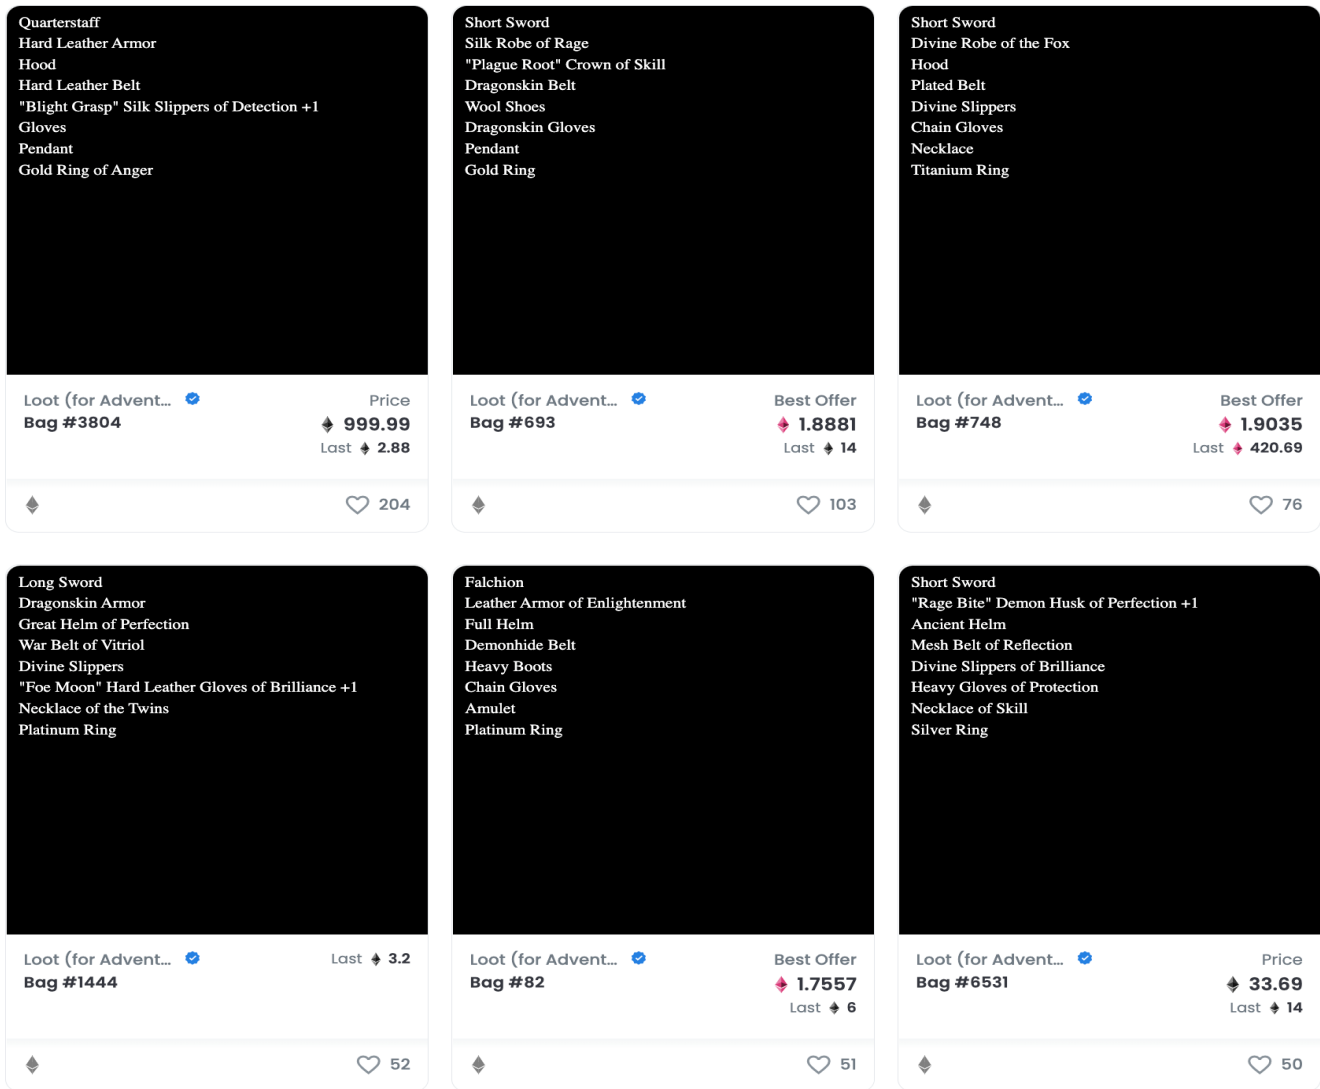 Quarterstaff
Hard Leather Armor
Hood
Hard Leather Belt
"Blight Grasp" Silk Slippers of Detection +1
Gloves
Pendant
Gold Ring of Anger
Loot (for Advent...
Price
Bag #3804
999.99
Last 2.88
204
Short Sword
Silk Robe of Rage
"Plague Root" Crown of Skill
Dragonskin Belt
Wool Shoes
Dragonskin Gloves
Pendant
Gold Ring
Loot (for Advent...
Best Offer
Bag #693
1.8881
Last 14
103
Short Sword
Divine Robe of the Fox
Hood
Plated Belt
Divine Slippers
Chain Gloves
Necklace
Titanium Ring
Loot (for Advent...
Best Offer
Bag #748
1.9035
Last 420.69
76
Long Sword
Dragonskin Armor
Great Helm of Perfection
War Belt of Vitriol
Divine Slippers
"Foe Moon" Hard Leather Gloves of Brilliance +1
Necklace of the Twins
Platinum Ring
Loot (for Advent...
Last 3.2
Bag #1444
52
Falchion
Leather Armor of Enlightenment
Full Helm
Demonhide Belt
Heavy Boots
Chain Gloves
Amulet
Platinum Ring
Loot (for Advent...
Best Offer
Bag #82
1.7557
Last 6
51
Short Sword
"Rage Bite" Demon Husk of Perfection +1
Ancient Helm
Mesh Belt of Reflection
Divine Slippers of Brilliance
Heavy Gloves of Protection
Necklace of Skill
Silver Ring
Loot (for Advent...
Price
Bag #6531
33.69
Last 14
50